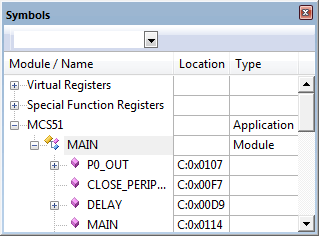 Symbols
Module / Name Location Type
Virtual Registers
Special Function Registers
MCS51 Application
MAIN Module
P0_OUT C:0x0107
CLOSE_PERIP... C:0x00F7
DELAY C:0x00D9
MAIN C:0x0114